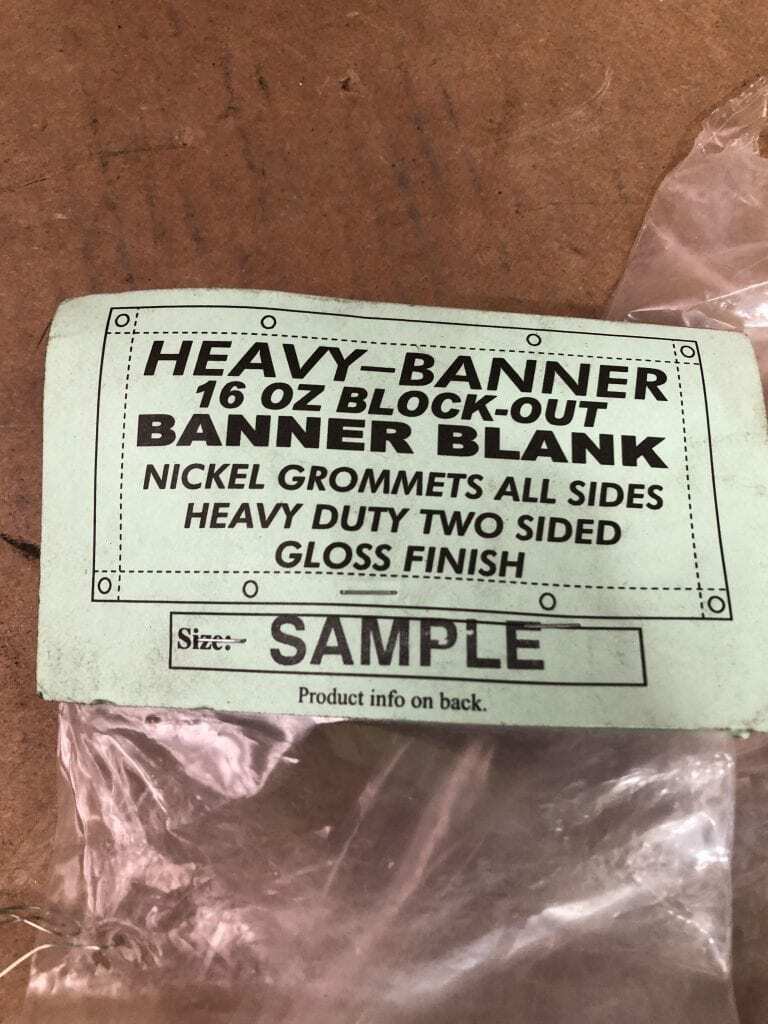 HEAVY-BANNER
16 OZ BLOCK-OUT
BANNER BLANK
NICKEL GROMMETS ALL SIDES
HEAVY DUTY TWO SIDED
GLOSS FINISH
Size: SAMPLE
Product info on back.